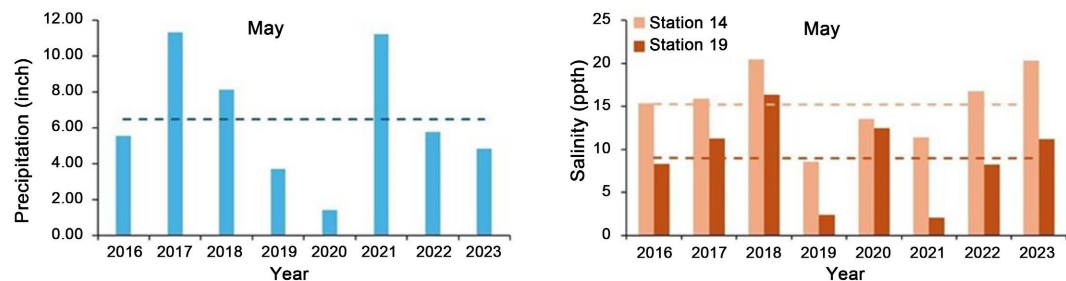 May
Precipitation (inch)
12.00
10.00
8.00
6.00
4.00
2.00
0.00
2016 2017 2018 2019 2020 2021 2022 2023
Year
May
Station 14
Station 19
Salinity (ppth)
25
20
15
10
5
0
2016 2017 2018 2019 2020 2021 2022 2023
Year